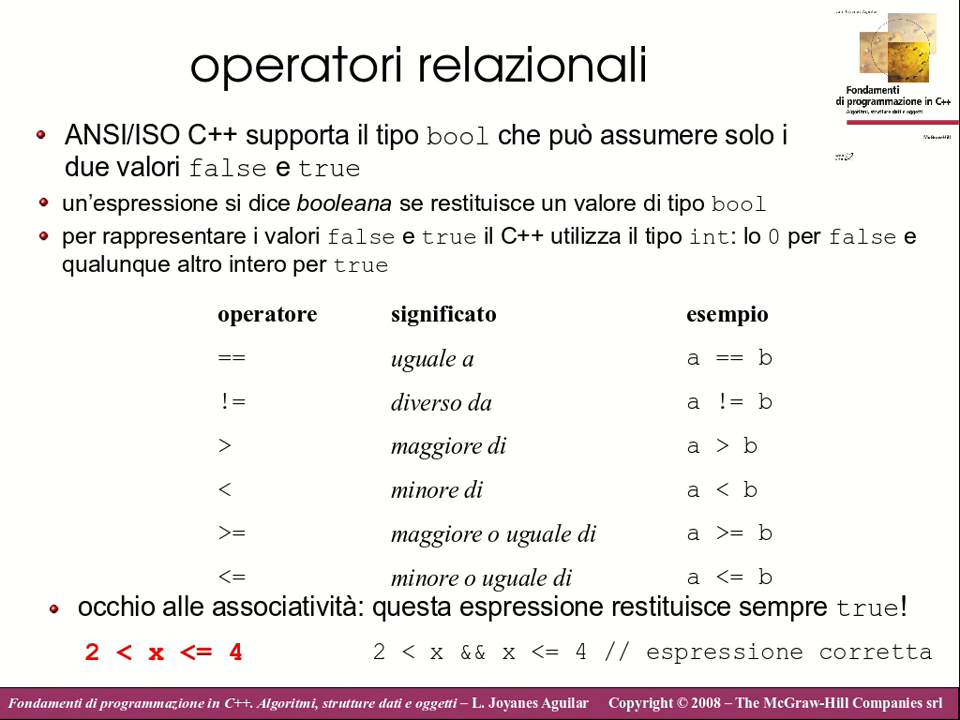 operatori relazionali
Fondamenti
di programmazione in C++
Algoritmi, strutture dati e oggetti
McGraw-Hill
ANSI/ISO C++ supporta il tipo bool che può assumere solo i
due valori false e true
un’espressione si dice booleana se restituisce un valore di tipo bool
per rappresentare i valori false e true il C++ utilizza il tipo int: lo 0 per false e
qualunque altro intero per true
operatore significato esempio
== uguale a a == b
!= diverso da a != b
> maggiore di a > b
< minore di a < b
>= maggiore o uguale di a >= b
<= minore o uguale di a <= b
occhio alle associatività: questa espressione restituisce sempre true!
2 < x <= 4 2 < x && x <= 4 // espressione corretta
Fondamenti di programmazione in C++. Algoritmi, strutture dati e oggetti – L. Joyanes Aguilar Copyright © 2008 – The McGraw-Hill Companies srl